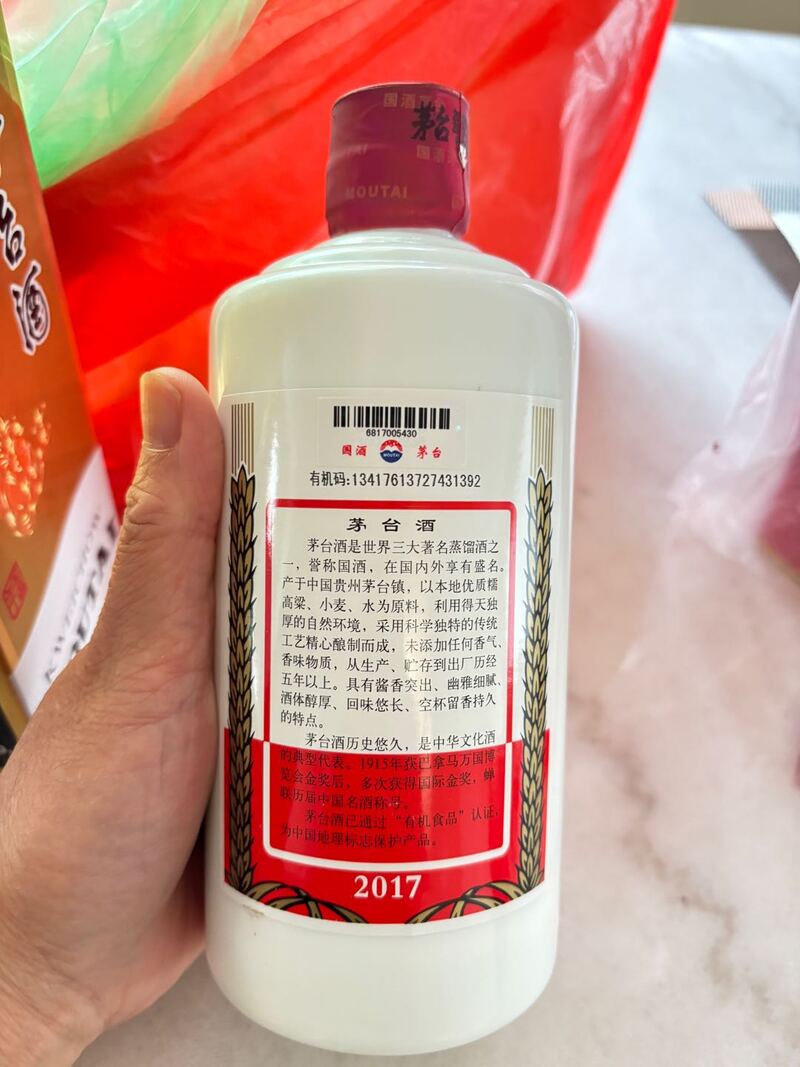 国酒
茅台
国酒
MOUTAI
台
酒
6817005430
国酒 MOUTAI 茅台
有机码:13417613727431392
茅台酒
茅台酒是世界三大著名蒸馏酒之
一，誉称国酒，在国内外享有盛名。
产于中国贵州茅台镇，以本地优质糯
高粱、小麦、水为原料，利用得天独
厚的自然环境，采用科学独特的传统
工艺精心酿制而成，未添加任何香气、
香味物质，从生产、贮存到出厂历经
五年以上。具有酱香突出、幽雅细腻、
酒体醇厚、回味悠长、空杯留香持久
的特点。
茅台酒历史悠久，是中华文化酒
的典型代表。1915年获巴拿马万国博
览会金奖后，多次获得国际金奖，蝉
联历届中国名酒称号。
茅台酒已通过“有机食品”认证，
为中国地理标志保护产品。
2017